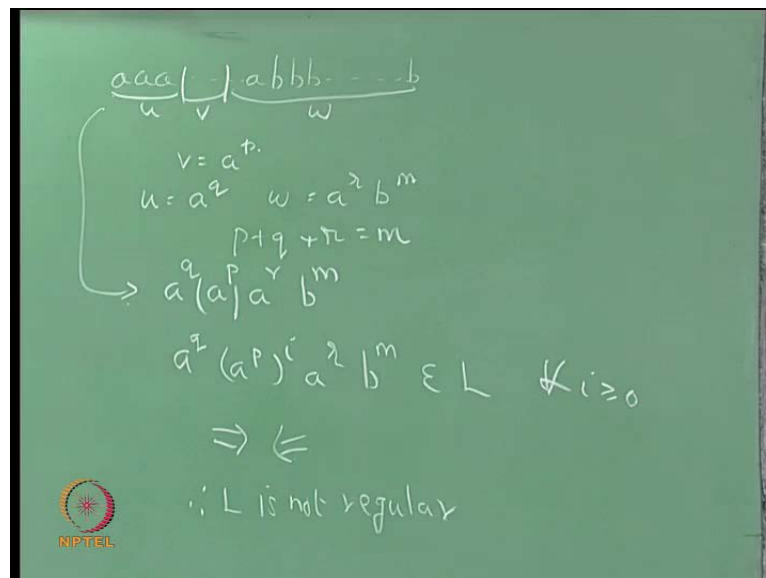 aaa|...|.abbb.....b
u v w
v = a^p.
u = a^q w = a^r b^m
p+q+r=m
→ a^q (a^p) a^r b^m
a^q (a^p)^i a^r b^m ε L ∀ i≥0
⇒ ⇐
∴ L is not regular
NPTEL